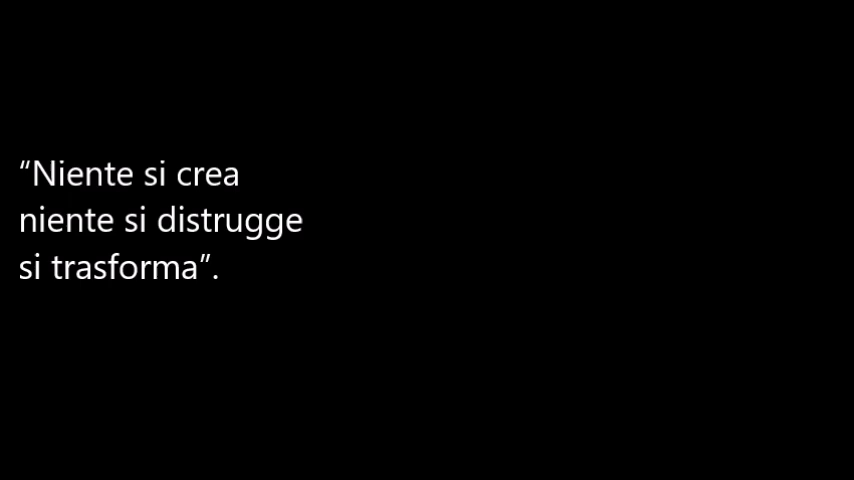 “Niente si crea
niente si distrugge
si trasforma”.